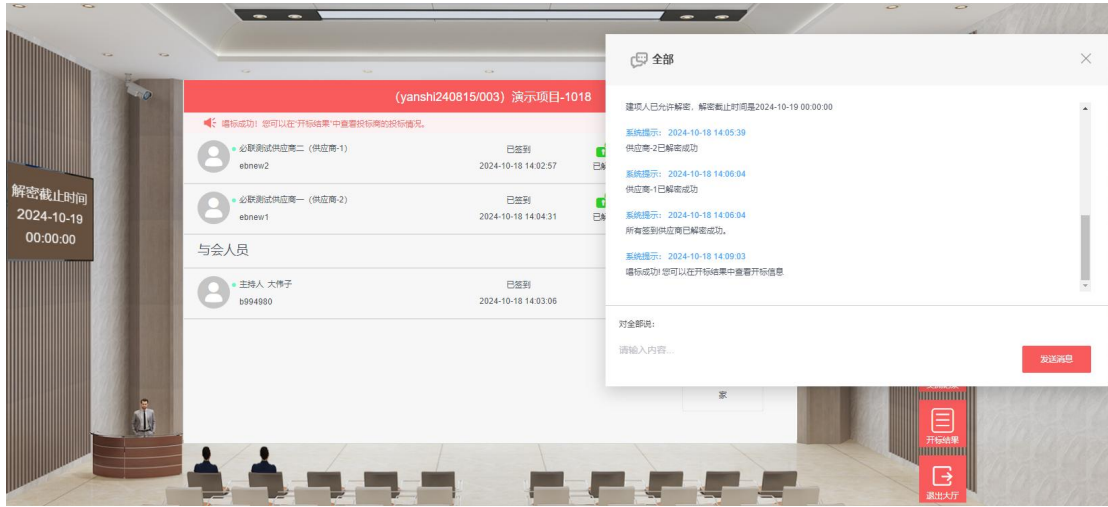 解密截止时间
2024-10-19
00:00:00
（yanshi240815/003）演示项目-1018
唱标成功！您可以在“开标结果”中查看投标商的投标情况。
必联测试供应商二（供应商-1）
已签到
ebnew2
2024-10-18 14:02:57
必联测试供应商一（供应商-2）
已签到
ebnew1
2024-10-18 14:04:31
与会人员
主持人 大伟子
已签到
b994980
2024-10-18 14:03:06
家
全部
建项人已允许解密，解密截止时间是2024-10-19 00:00:00
系统提示： 2024-10-18 14:05:39
供应商-2已解密成功
系统提示： 2024-10-18 14:06:04
供应商-1已解密成功
系统提示： 2024-10-18 14:06:04
所有签到供应商已解密成功。
系统提示： 2024-10-18 14:09:03
唱标成功! 您可以在开标结果中查看开标信息
对全部说：
请输入内容...
发送消息
开标结果
退出大厅